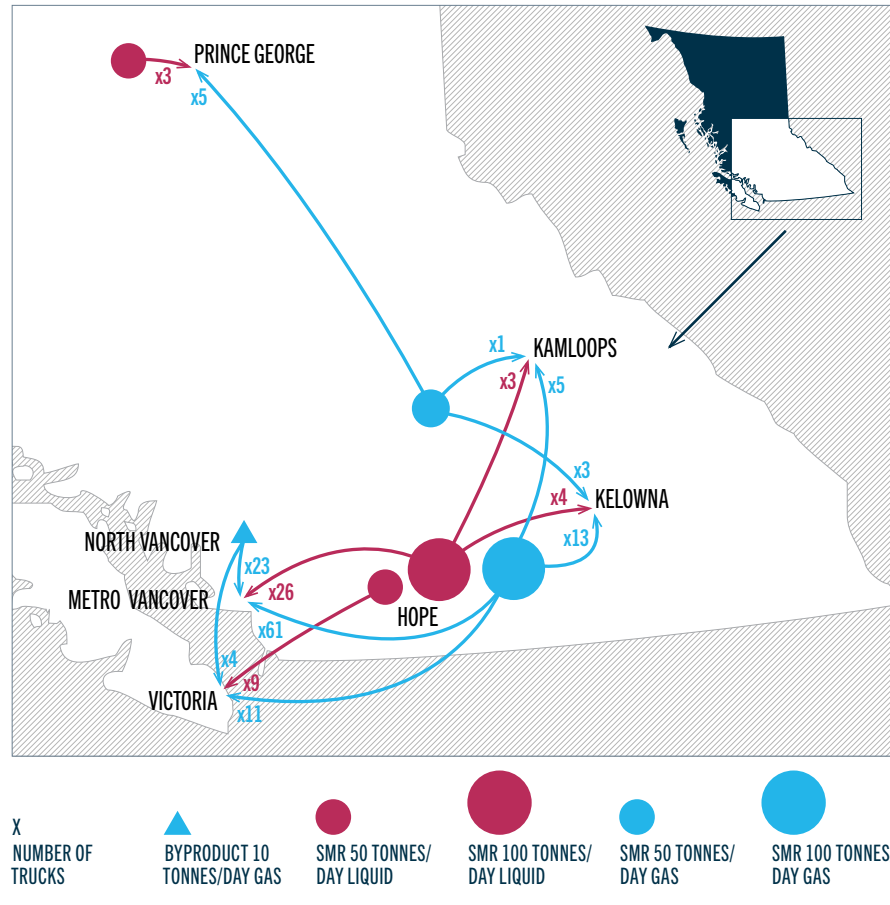 PRINCE GEORGE
x3
x5
x1
KAMLOOPS
x3
x5
x3
KELOWNA
x4
x13
NORTH VANCOVER
x23
x26
METRO VANCOVER
HOPE
x61
x4
x9
VICTORIA
x11
X
NUMBER OF
TRUCKS
BYPRODUCT 10
TONNES/DAY GAS
SMR 50 TONNES/
DAY LIQUID
SMR 100 TONNES/
DAY LIQUID
SMR 50 TONNES/
DAY GAS
SMR 100 TONNES
DAY GAS